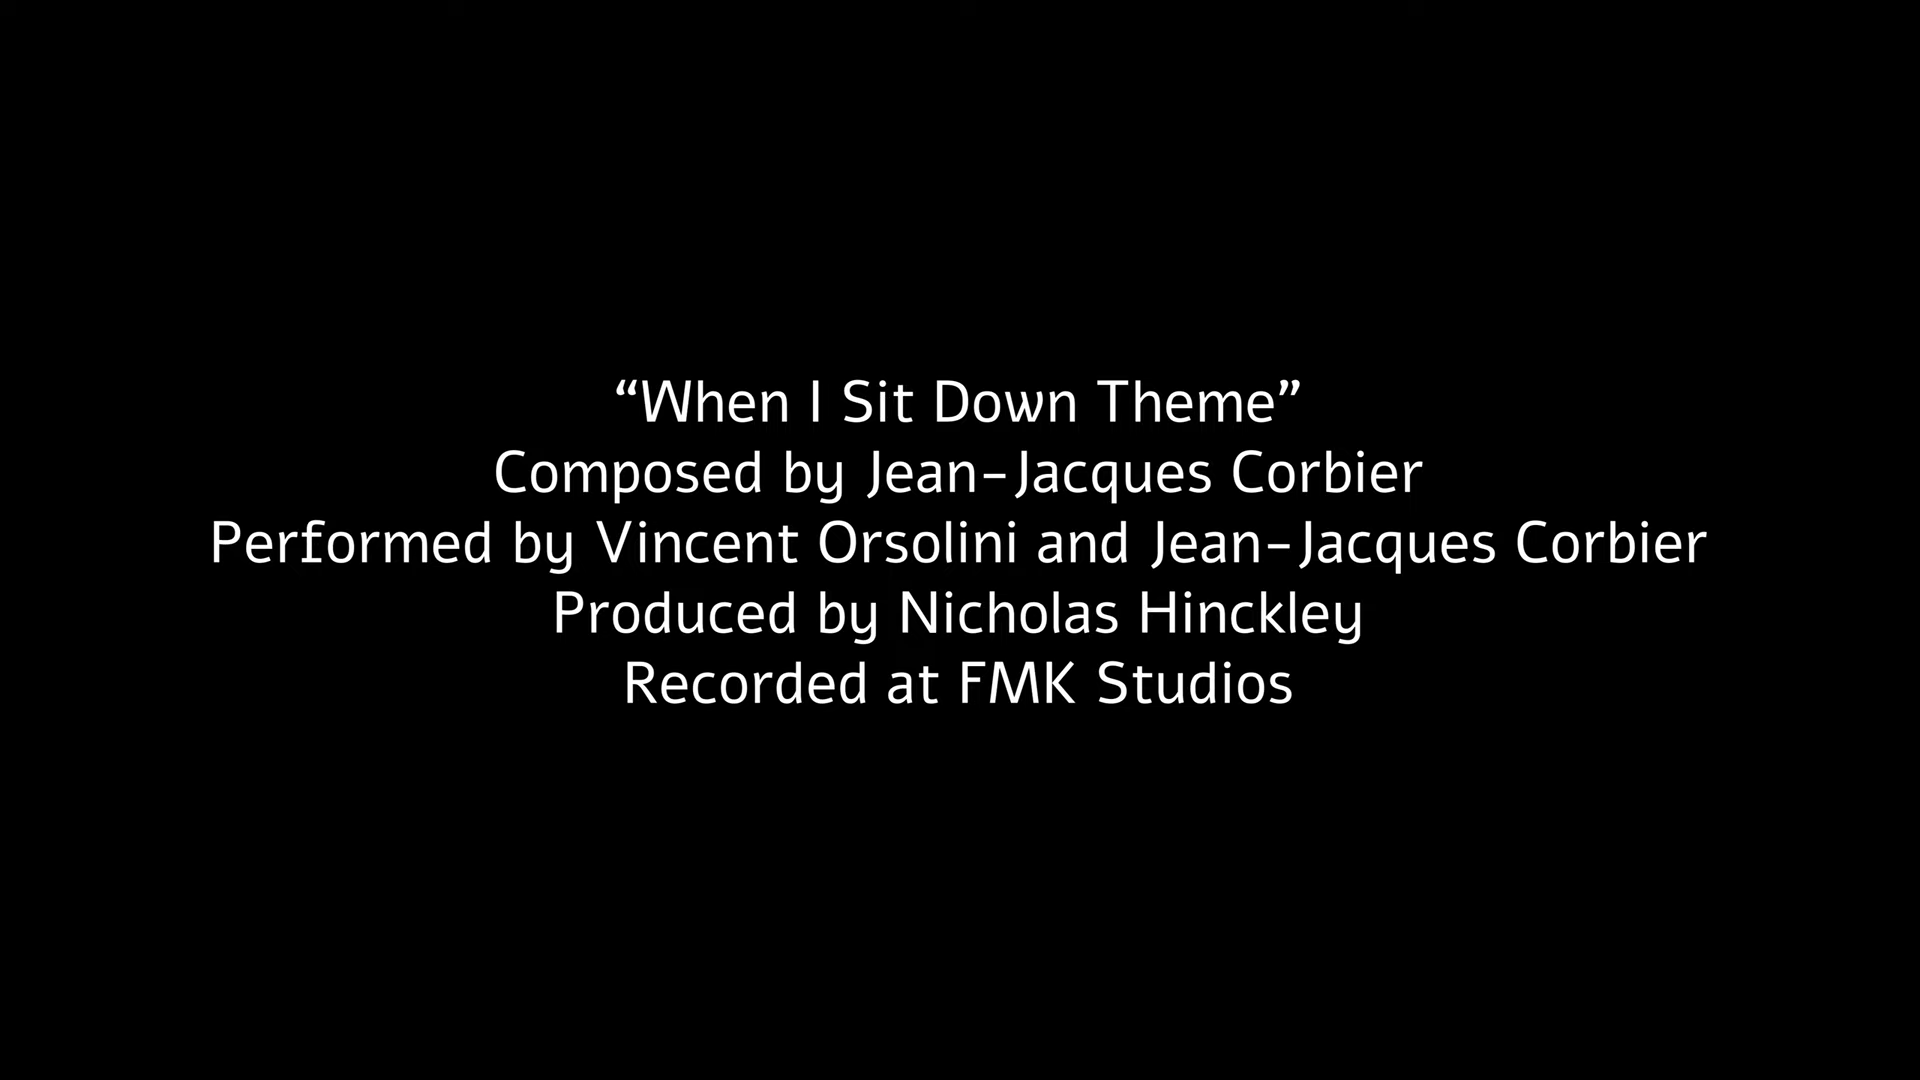 “When I Sit Down Theme”
Composed by Jean-Jacques Corbier
Performed by Vincent Orsolini and Jean-Jacques Corbier
Produced by Nicholas Hinckley
Recorded at FMK Studios